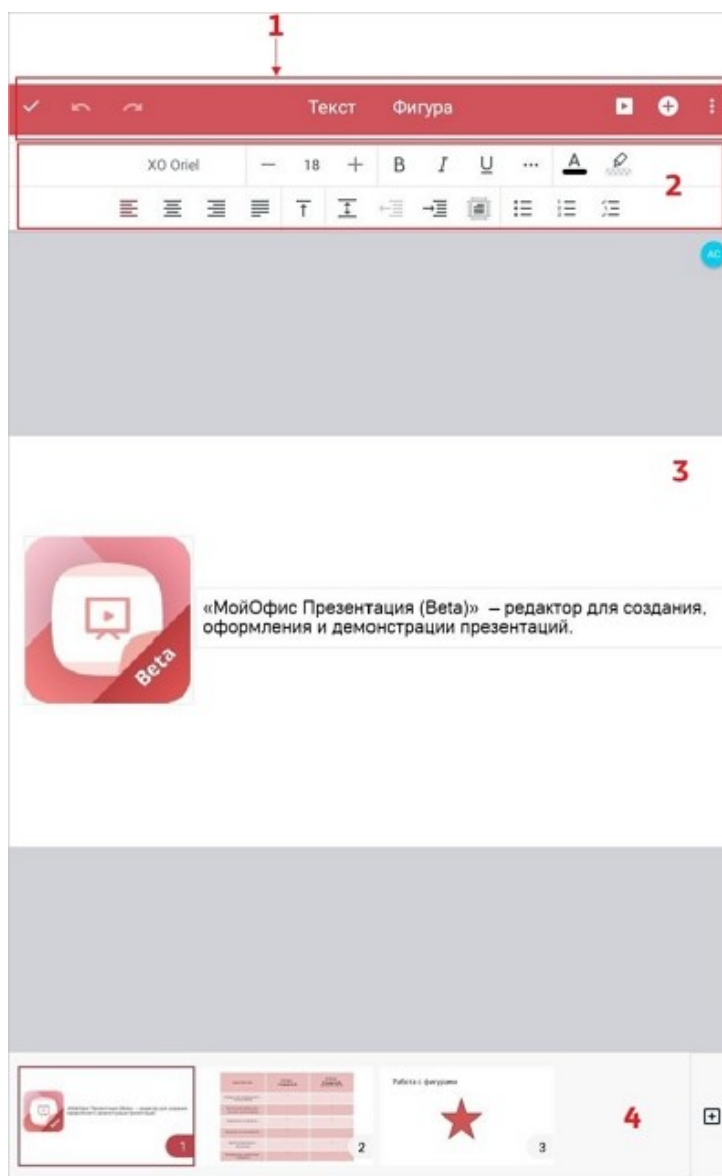 1
Текст Фигура
XO Oriel — 18 + B I U ... A
2
АС
3
«МойОфис Презентация (Beta)» – редактор для создания,
оформления и демонстрации презентаций.
Beta
Работа с фигурами
1
2
3
4